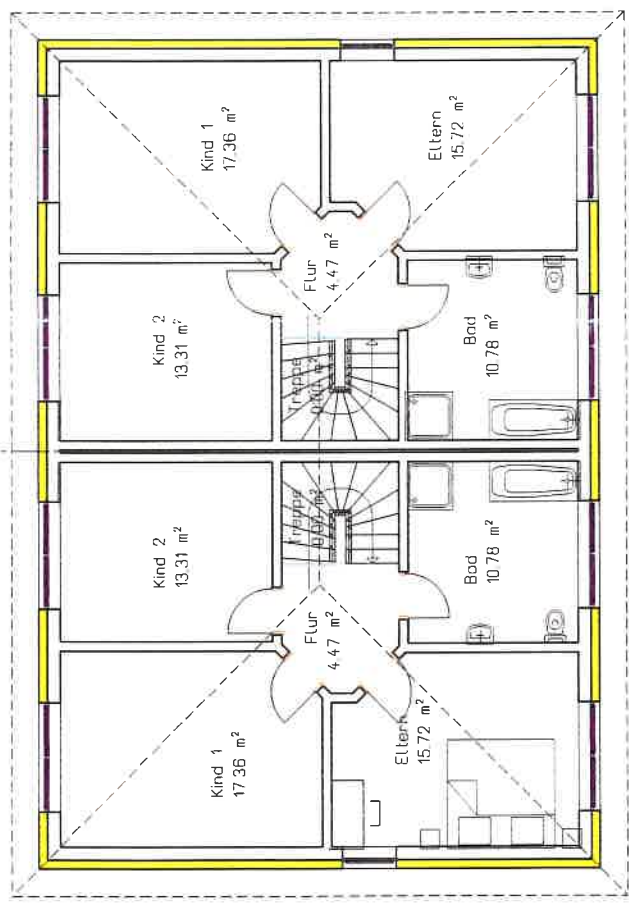 Kind 1
17.36 m²
Eltern
15.72 m²
Flur
4.47 m²
Kind 2
13.31 m²
Bad
10.78 m²
Treppe
Kind 2
13.31 m²
Treppe
Bad
10.78 m²
Flur
4.47 m²
Kind 1
17.36 m²
Eltern
15.72 m²